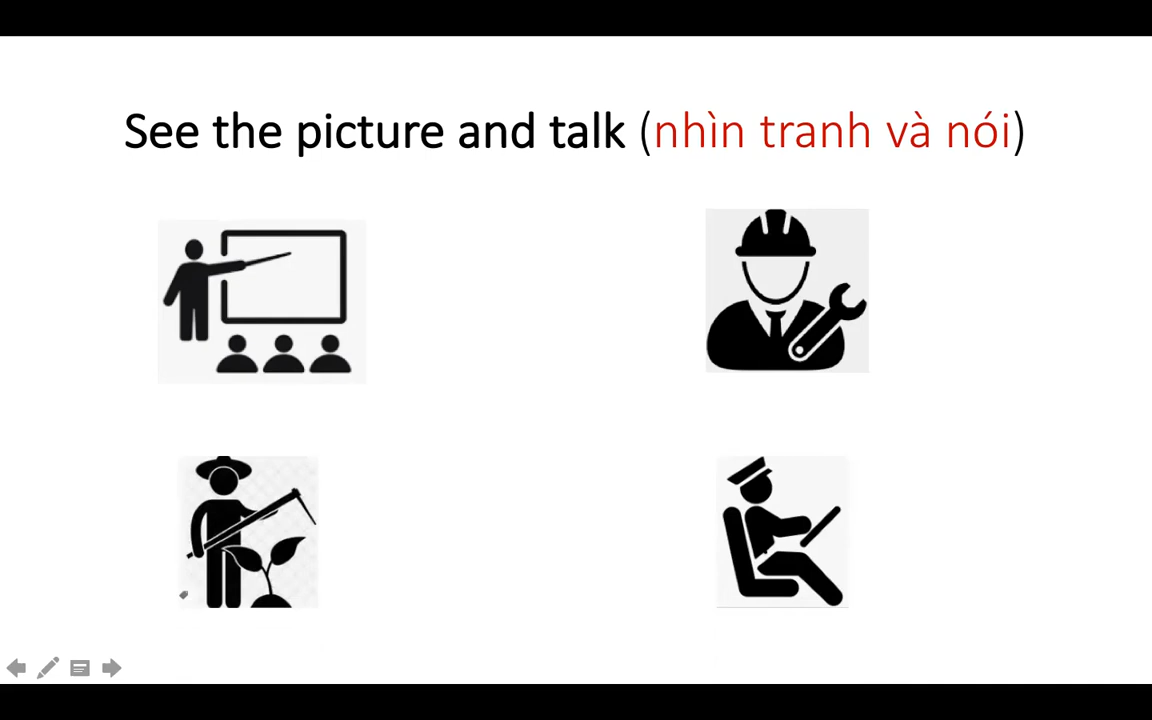 See the picture and talk (nhìn tranh và nói)